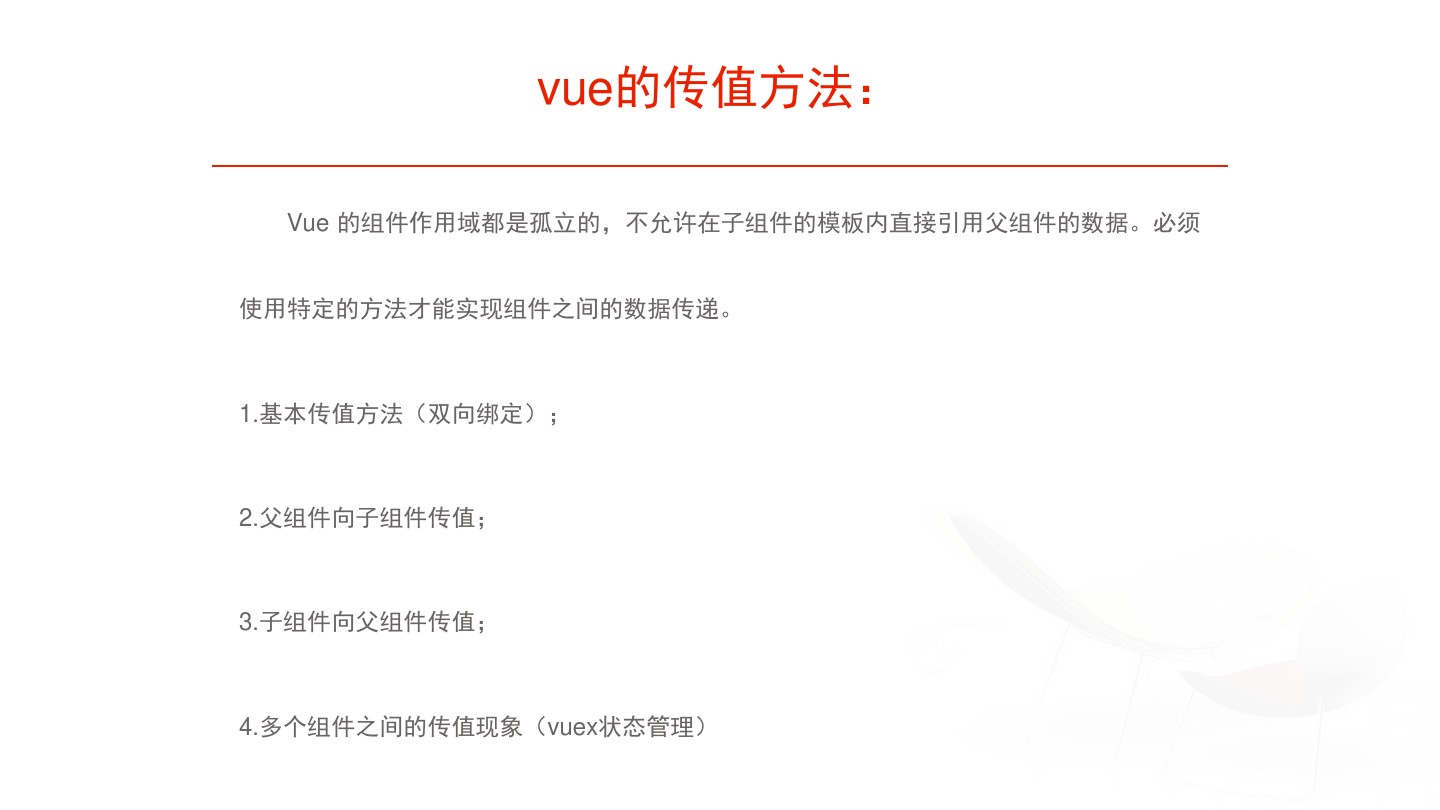 vue的传值方法：
Vue 的组件作用域都是孤立的，不允许在子组件的模板内直接引用父组件的数据。必须
使用特定的方法才能实现组件之间的数据传递。
1.基本传值方法（双向绑定）；
2.父组件向子组件传值；
3.子组件向父组件传值；
4.多个组件之间的传值现象（vuex状态管理）